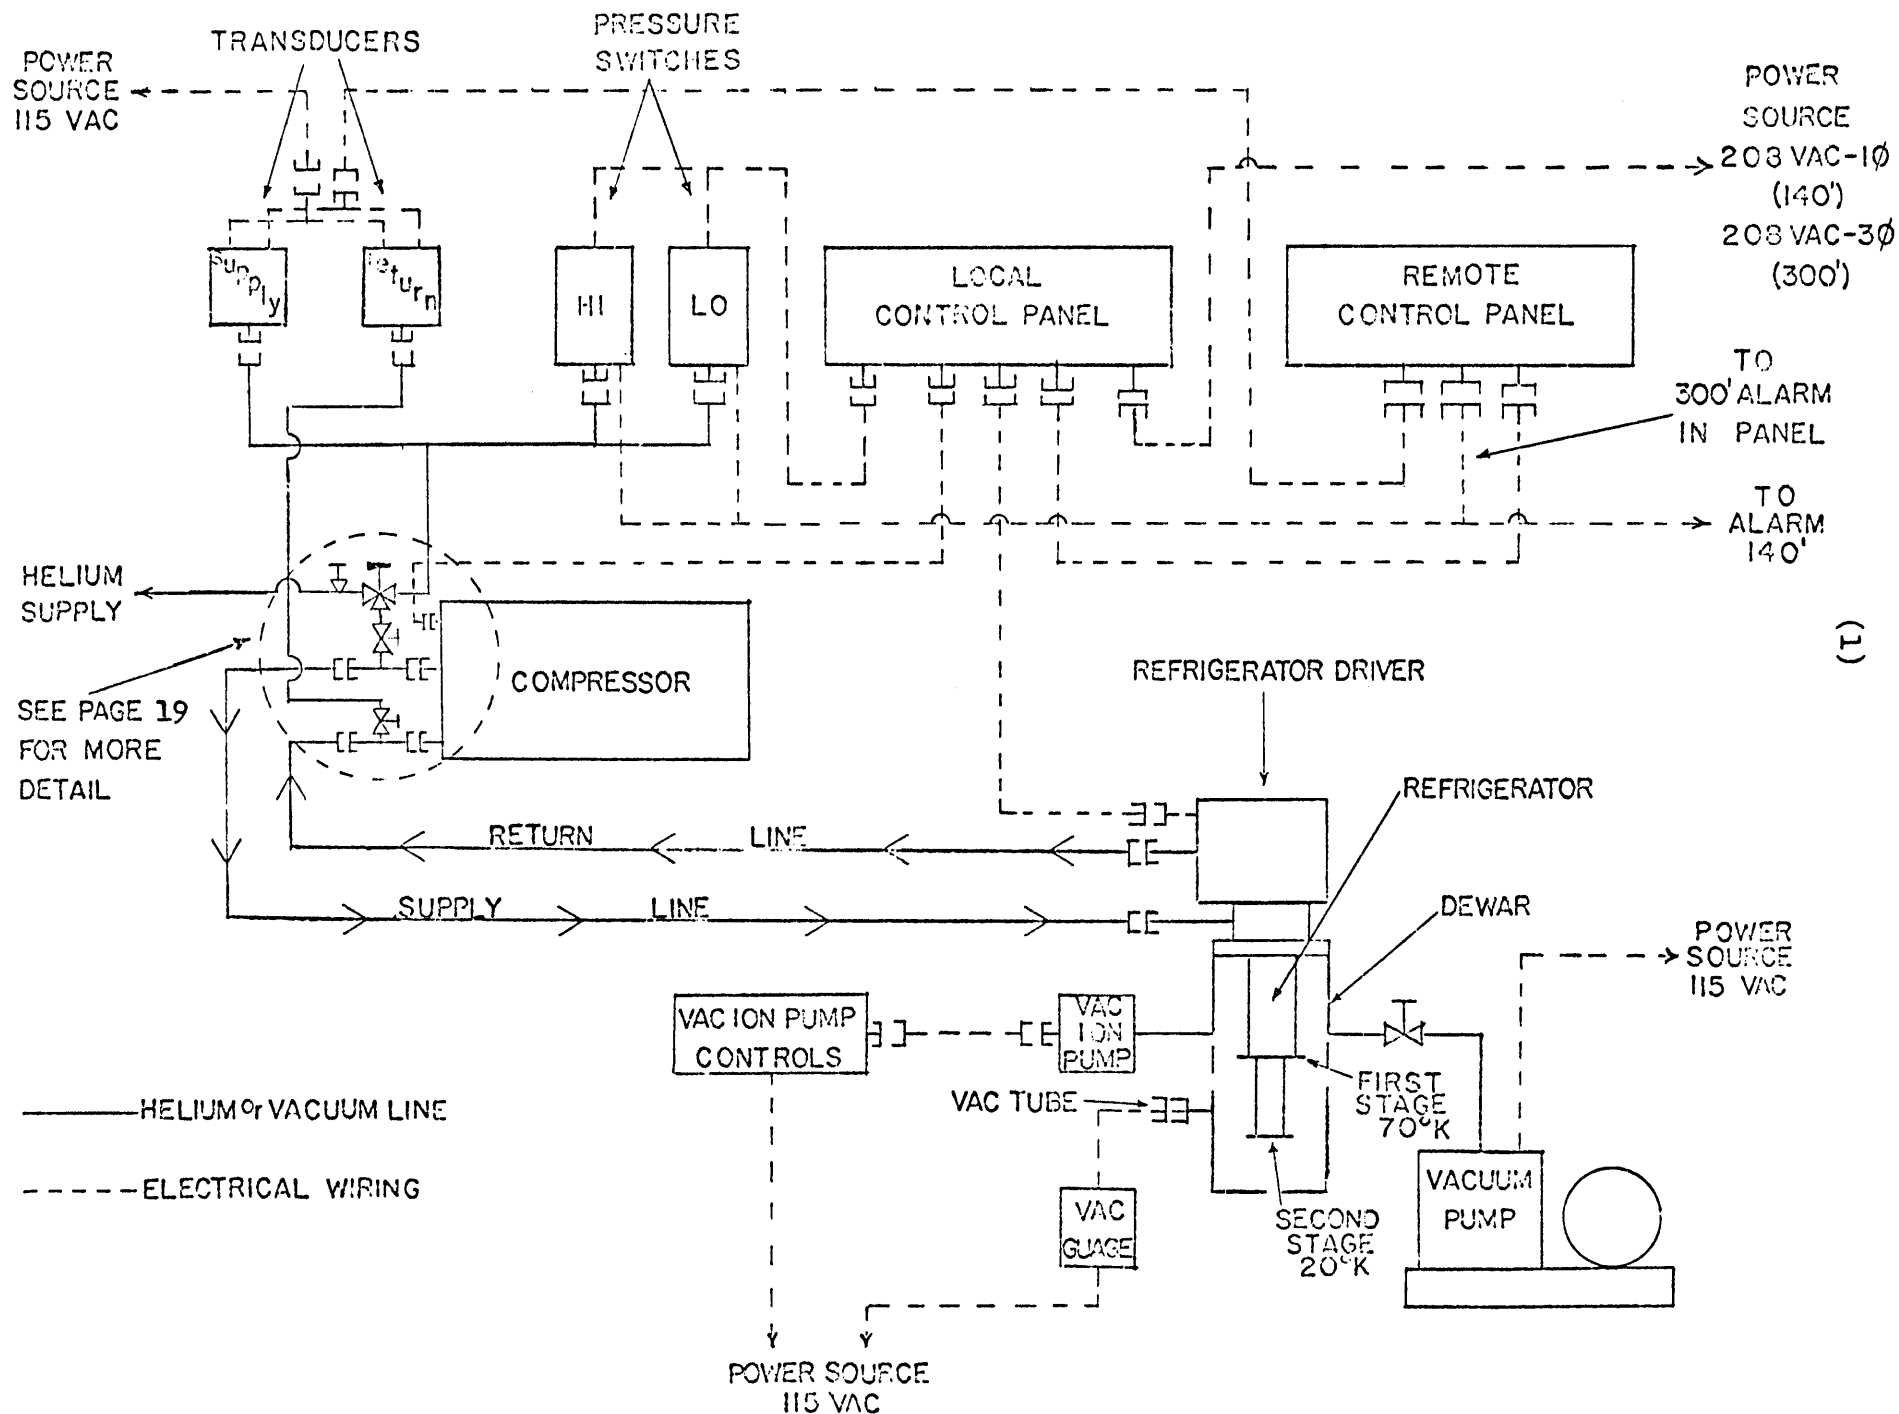 TRANSDUCERS
PRESSURE
SWITCHES
POWER
SOURCE
115 VAC
POWER
SOURCE
208 VAC-1Ø
(140')
208 VAC-3Ø
(300')
Supply
Return
HI
LO
LOCAL
CONTROL PANEL
REMOTE
CONTROL PANEL
TO
300' ALARM
IN PANEL
TO
ALARM
140'
HELIUM
SUPPLY
SEE PAGE 19
FOR MORE
DETAIL
COMPRESSOR
(1)
REFRIGERATOR DRIVER
REFRIGERATOR
RETURN LINE
SUPPLY LINE
DEWAR
POWER
SOURCE
115 VAC
VAC ION PUMP
CONTROLS
VAC
ION
PUMP
FIRST
STAGE
70°K
VAC TUBE
HELIUM or VACUUM LINE
ELECTRICAL WIRING
VAC
GUAGE
SECOND
STAGE
20°K
VACUUM
PUMP
POWER SOURCE
115 VAC